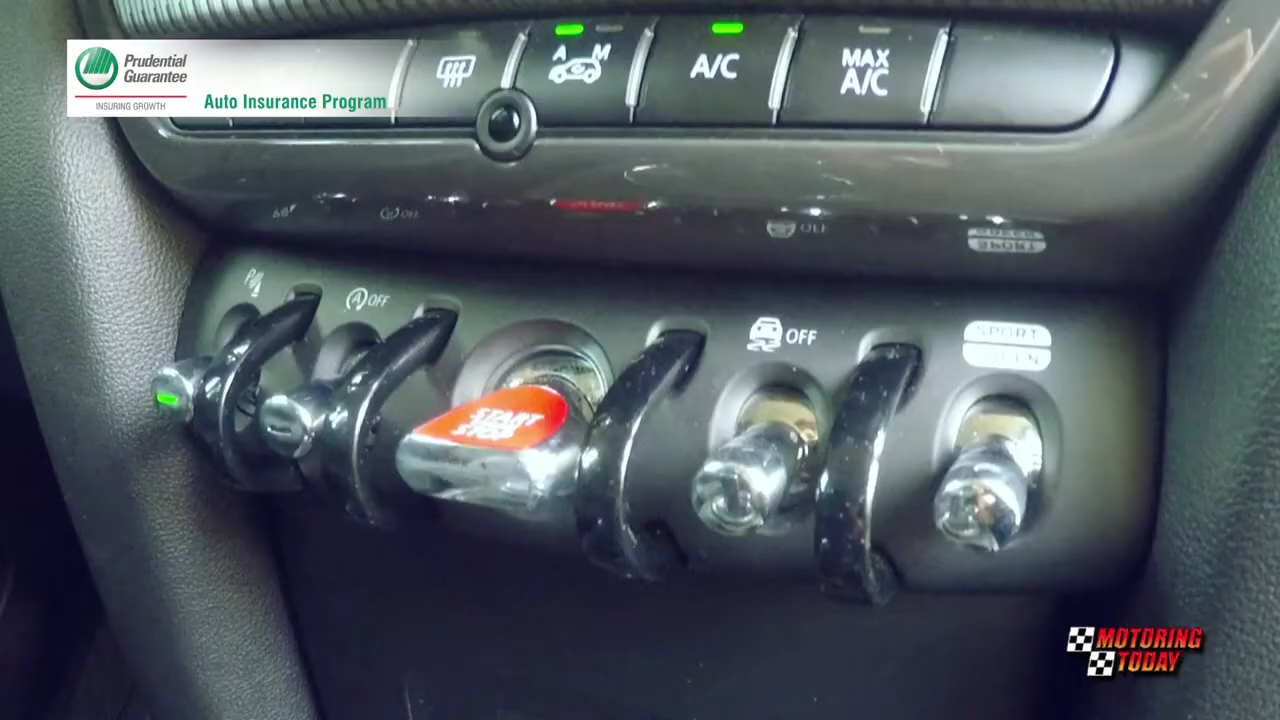 Prudential
Guarantee
INSURING GROWTH
Auto Insurance Program
A M
A/C
MAX
A/C
OFF
OFF
SPORT
GREEN
START
STOP
MOTORING
TODAY